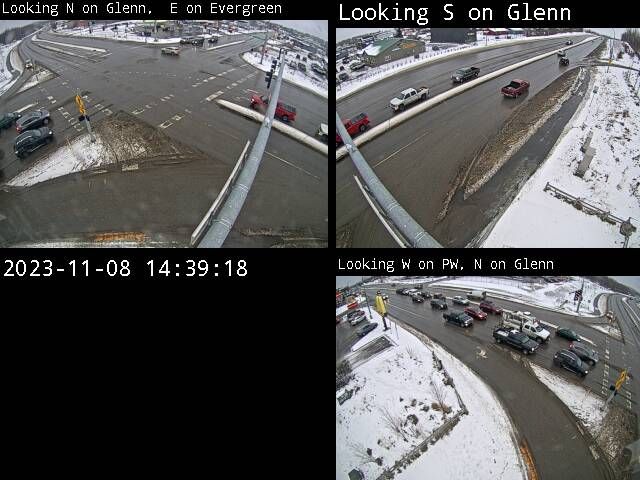 Looking N on Glenn,  E on Evergreen
Looking S on Glenn
2023-11-08 14:39:18
Looking W on PW, N on Glenn